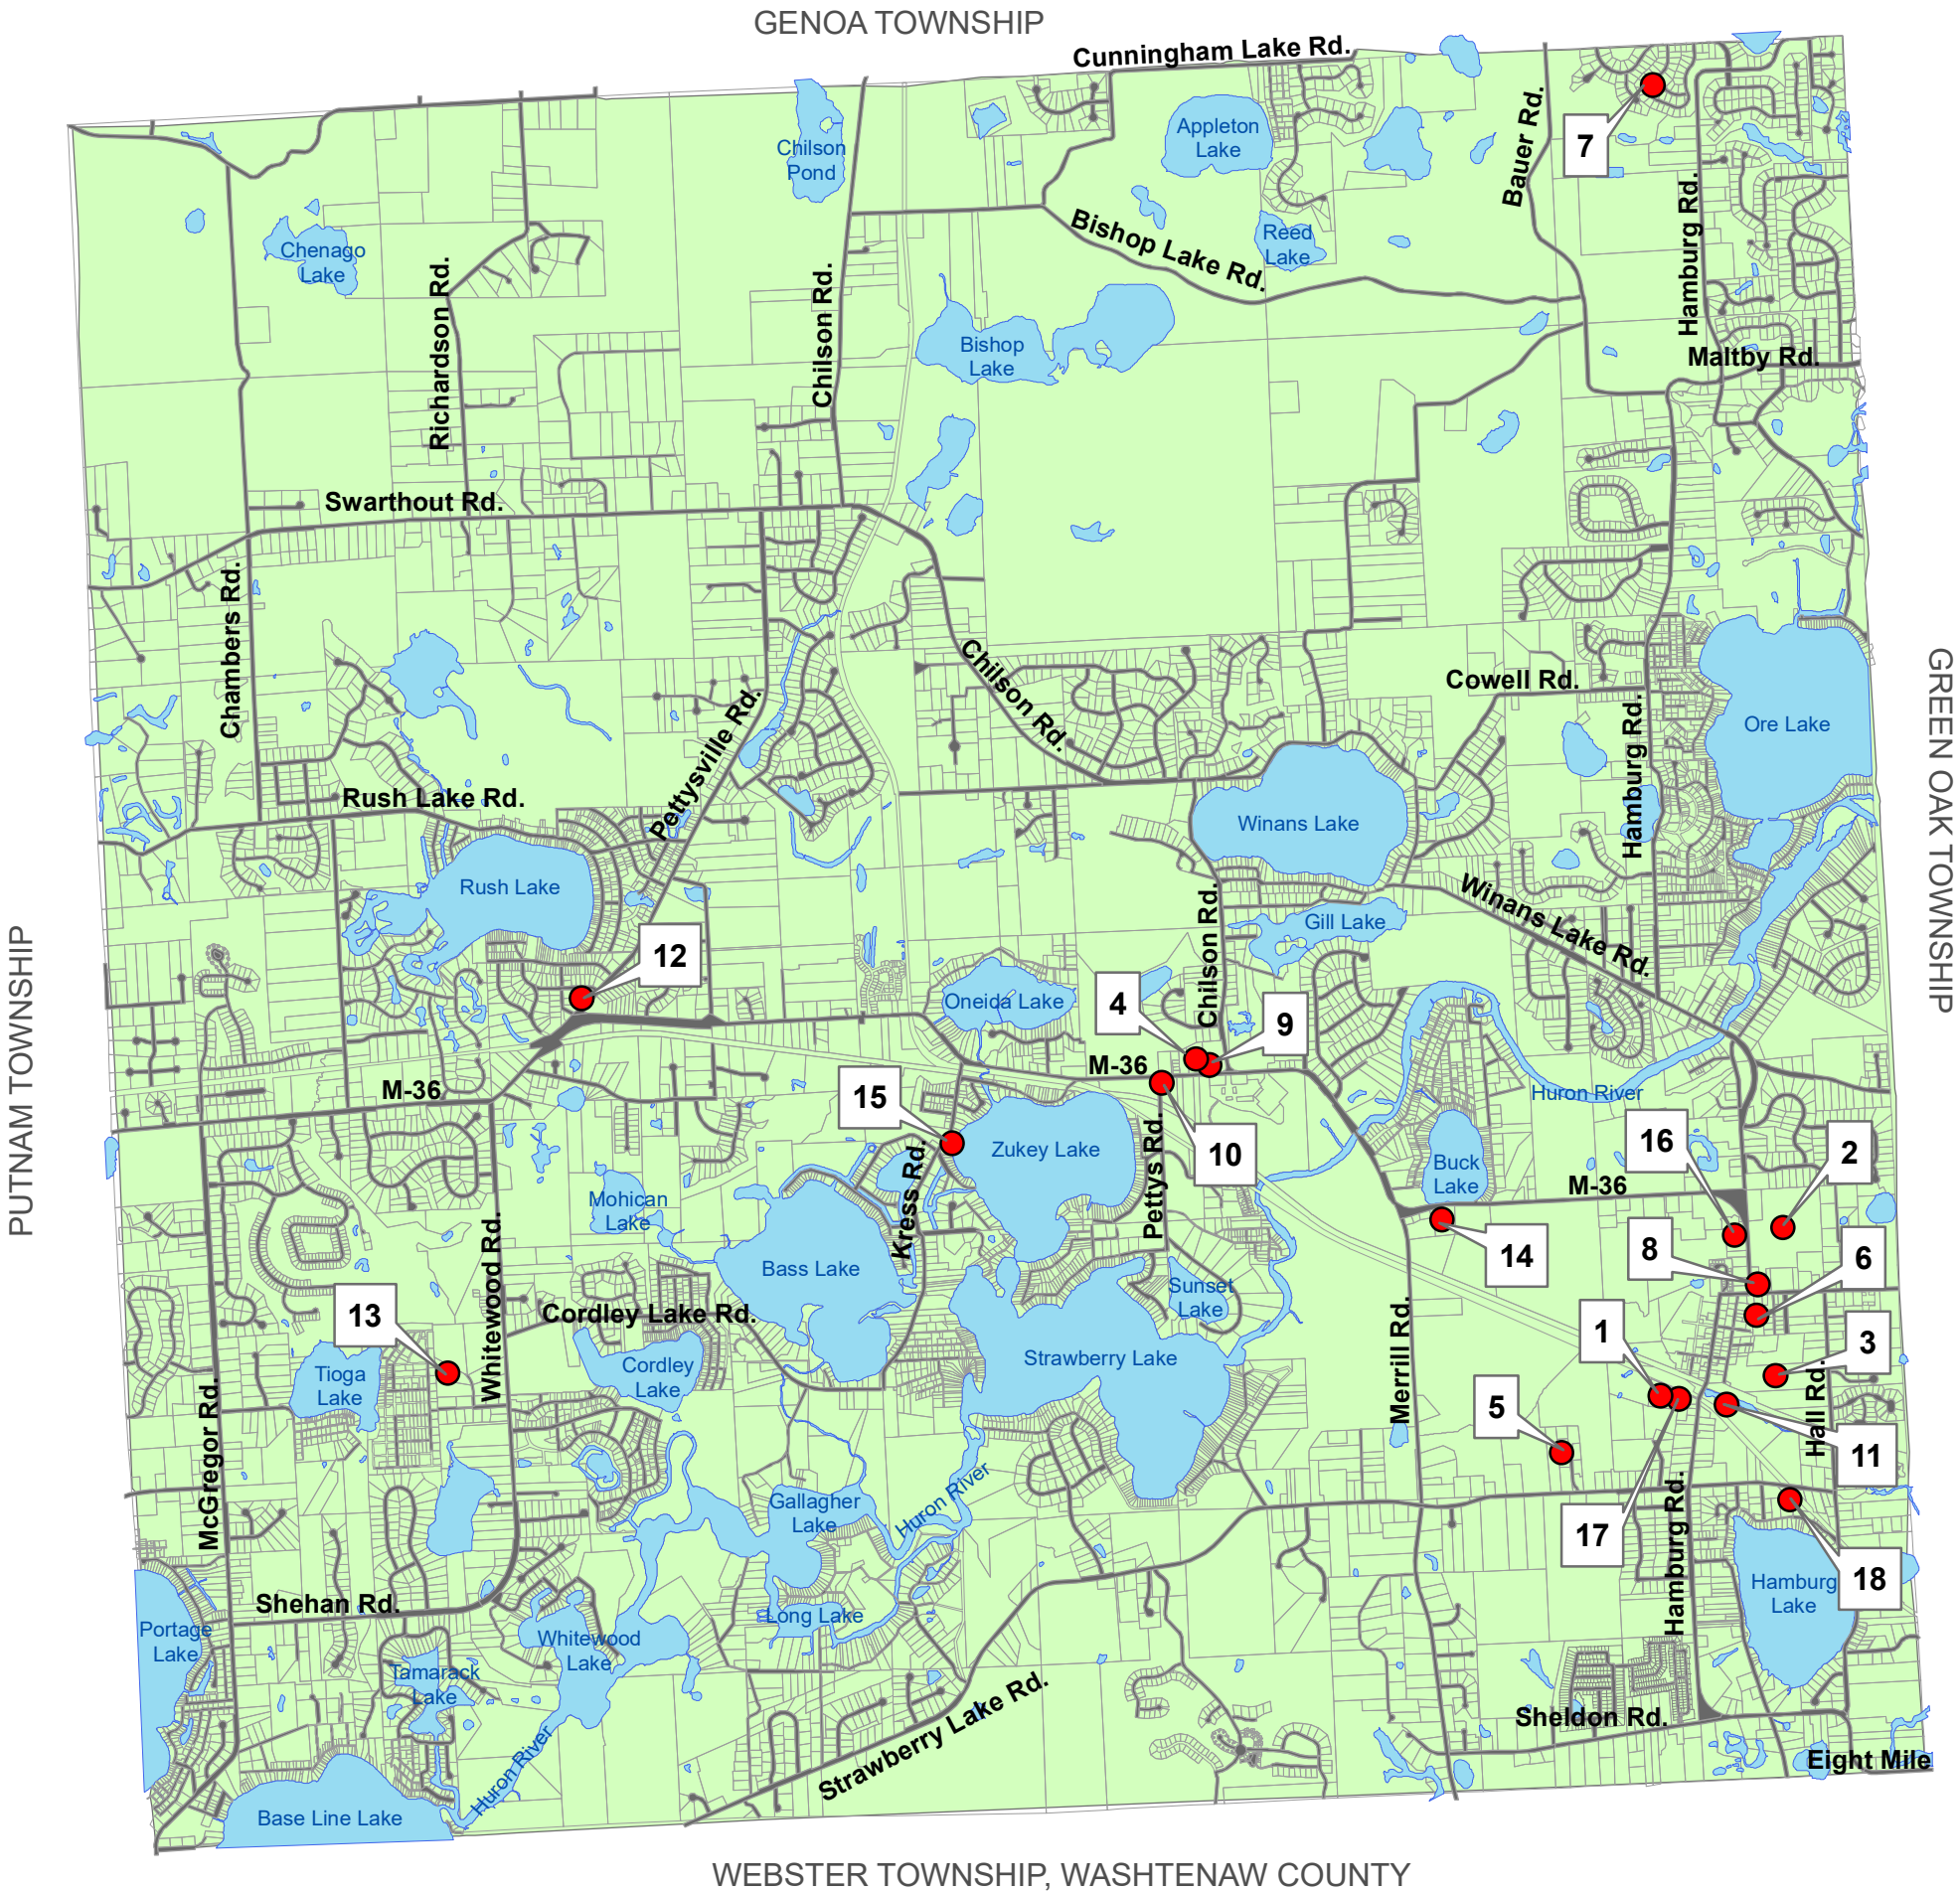 GENOA TOWNSHIP
Cunningham Lake Rd.
7
Bauer Rd.
Appleton
Lake
Chilson
Pond
Hamburg Rd.
Bishop Lake Rd.
Reed
Lake
Chenago
Lake
Richardson Rd.
Chilson Rd.
Bishop
Lake
Maltby Rd.
Swarthout Rd.
Chambers Rd.
Chilson Rd.
Cowell Rd.
GREEN OAK TOWNSHIP
Ore Lake
Hamburg Rd.
Pettysville Rd.
Rush Lake Rd.
Winans Lake
Rush Lake
Winans Lake Rd.
Chilson Rd.
Gill Lake
PUTNAM TOWNSHIP
12
Oneida Lake
4
9
M-36
M-36
15
Huron River
Zukey Lake
Pettys Rd.
10
16
2
Buck
Lake
M-36
Kress Rd.
Mohican
Lake
Whitewood Rd.
14
8
6
Bass Lake
Sunset
Lake
13
Cordley Lake Rd.
1
3
Tioga
Lake
Cordley
Lake
Strawberry Lake
Merrill Rd.
Hall Rd.
5
11
McGregor Rd.
Gallagher
Lake
Huron River
17
Hamburg Rd.
18
Hamburg
Lake
Shehan Rd.
Long Lake
Portage
Lake
Whitewood
Lake
Tamarack
Lake
Strawberry Lake Rd.
Sheldon Rd.
Eight Mile
Huron River
Base Line Lake
WEBSTER TOWNSHIP, WASHTENAW COUNTY